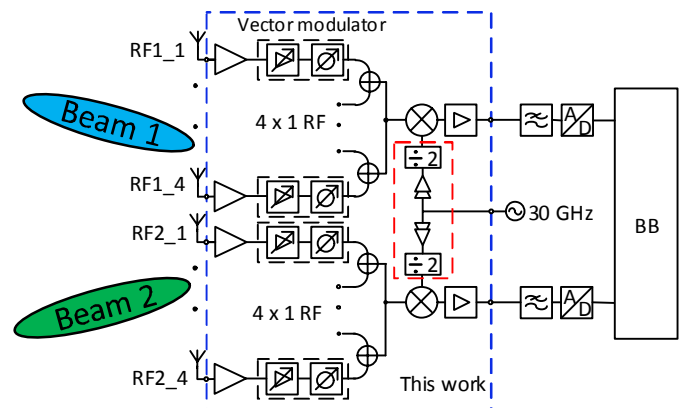 Vector modulator
RF1_1
Beam 1
4 x 1 RF
A/D
÷ 2
RF1_4
RF2_1
30 GHz
BB
÷ 2
Beam 2
4 x 1 RF
A/D
RF2_4
This work